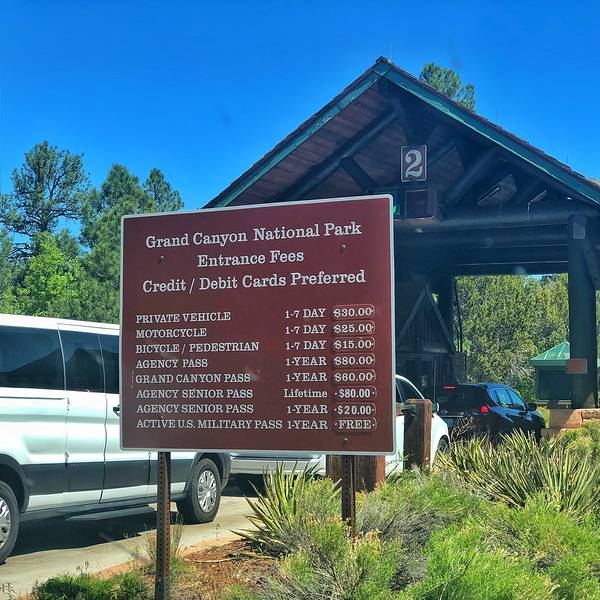 2
Grand Canyon National Park
Entrance Fees
Credit / Debit Cards Preferred
PRIVATE VEHICLE 1-7 DAY $30.00
MOTORCYCLE 1-7 DAY $25.00
BICYCLE / PEDESTRIAN 1-7 DAY $15.00
AGENCY PASS 1-YEAR $80.00
GRAND CANYON PASS 1-YEAR $60.00
AGENCY SENIOR PASS Lifetime $80.00
AGENCY SENIOR PASS 1-YEAR $20.00
ACTIVE U.S. MILITARY PASS 1-YEAR FREE